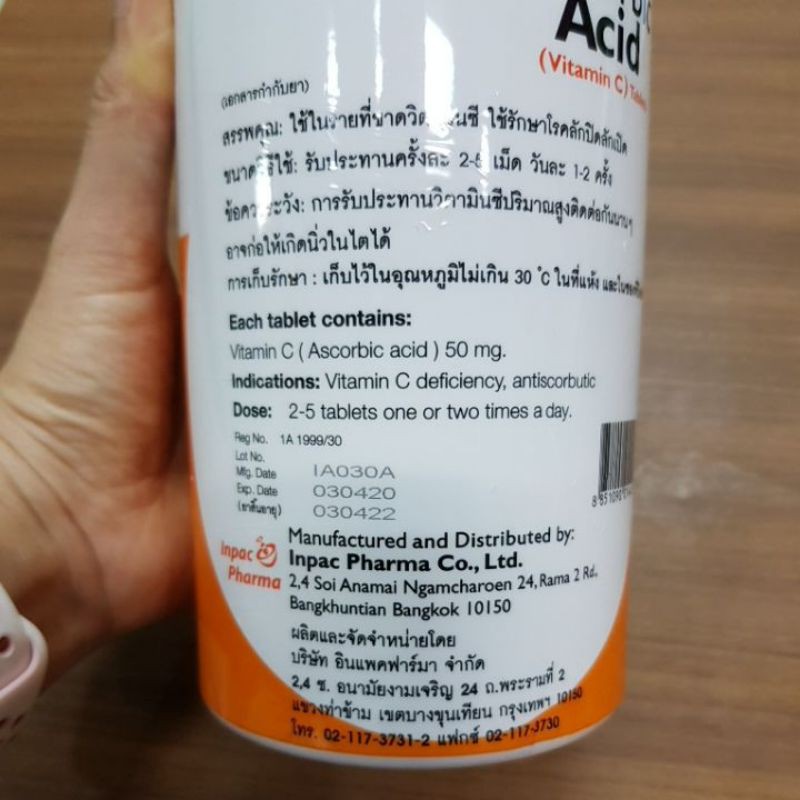 Acid
(Vitamin C) Tablets
(เอกสารกำกับยา)
สรรพคุณ: ใช้ในรายที่ขาดวิตามินซี ใช้รักษาโรคลักปิดลักเปิด
ขนาดวิธีใช้: รับประทานครั้งละ 2-5 เม็ด วันละ 1-2 ครั้ง
ข้อควรระวัง: การรับประทานวิตามินซีปริมาณสูงติดต่อกันนานๆ
อาจก่อให้เกิดนิ่วในไตได้
การเก็บรักษา : เก็บไว้ในอุณหภูมิไม่เกิน 30 °C ในที่แห้ง
Each tablet contains:
Vitamin C ( Ascorbic acid ) 50 mg.
Indications: Vitamin C deficiency, antiscorbutic
Dose: 2-5 tablets one or two times a day.
Reg No. 1A 1999/30
Lot No. IA030A
Mfg. Date 030420
Exp. Date 030422
(ยาสิ้นอายุ)
Inpac Pharma
Manufactured and Distributed by:
Inpac Pharma Co., Ltd.
2,4 Soi Anamai Ngamcharoen 24, Rama 2 Rd.,
Bangkhuntian Bangkok 10150
ผลิตและจัดจำหน่ายโดย
บริษัท อินแพคฟาร์มา จำกัด
2,4 ซ. อนามัยงามเจริญ 24 ถ.พระรามที่ 2
แขวงท่าข้าม เขตบางขุนเทียน กรุงเทพฯ 10150
โทร. 02-117-3731-2 แฟกซ์ 02-117-3730